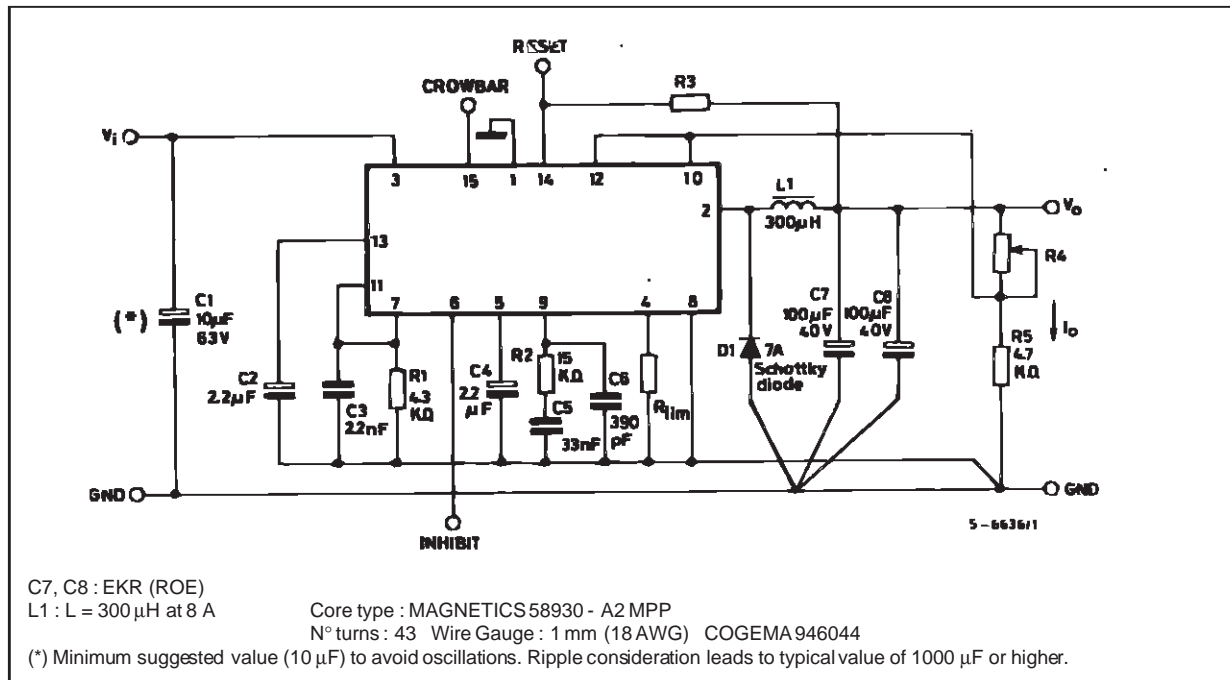 RESET
R3
CROWBAR
Vi
3
15
1
14
12
10
L1
2
300µH
Vo
13
R4
11
C1
10µF
63V
(*)
7
6
5
9
4
8
C7
100µF
40V
C8
100µF
40V
Io
R5
4.7
KΩ
D1
7A
Schottky
diode
C2
2.2µF
C3
2.2nF
R1
4.3
KΩ
C4
2.2
µF
R2
15
KΩ
C5
33nF
C6
390
pF
Rlim
GND
GND
INHIBIT
5-6636/1
C7, C8 : EKR (ROE)
L1 : L = 300 µH at 8 A Core type : MAGNETICS 58930 - A2 MPP
N° turns : 43 Wire Gauge : 1 mm (18 AWG) COGEMA 946044
(*) Minimum suggested value (10 µF) to avoid oscillations. Ripple consideration leads to typical value of 1000 µF or higher.